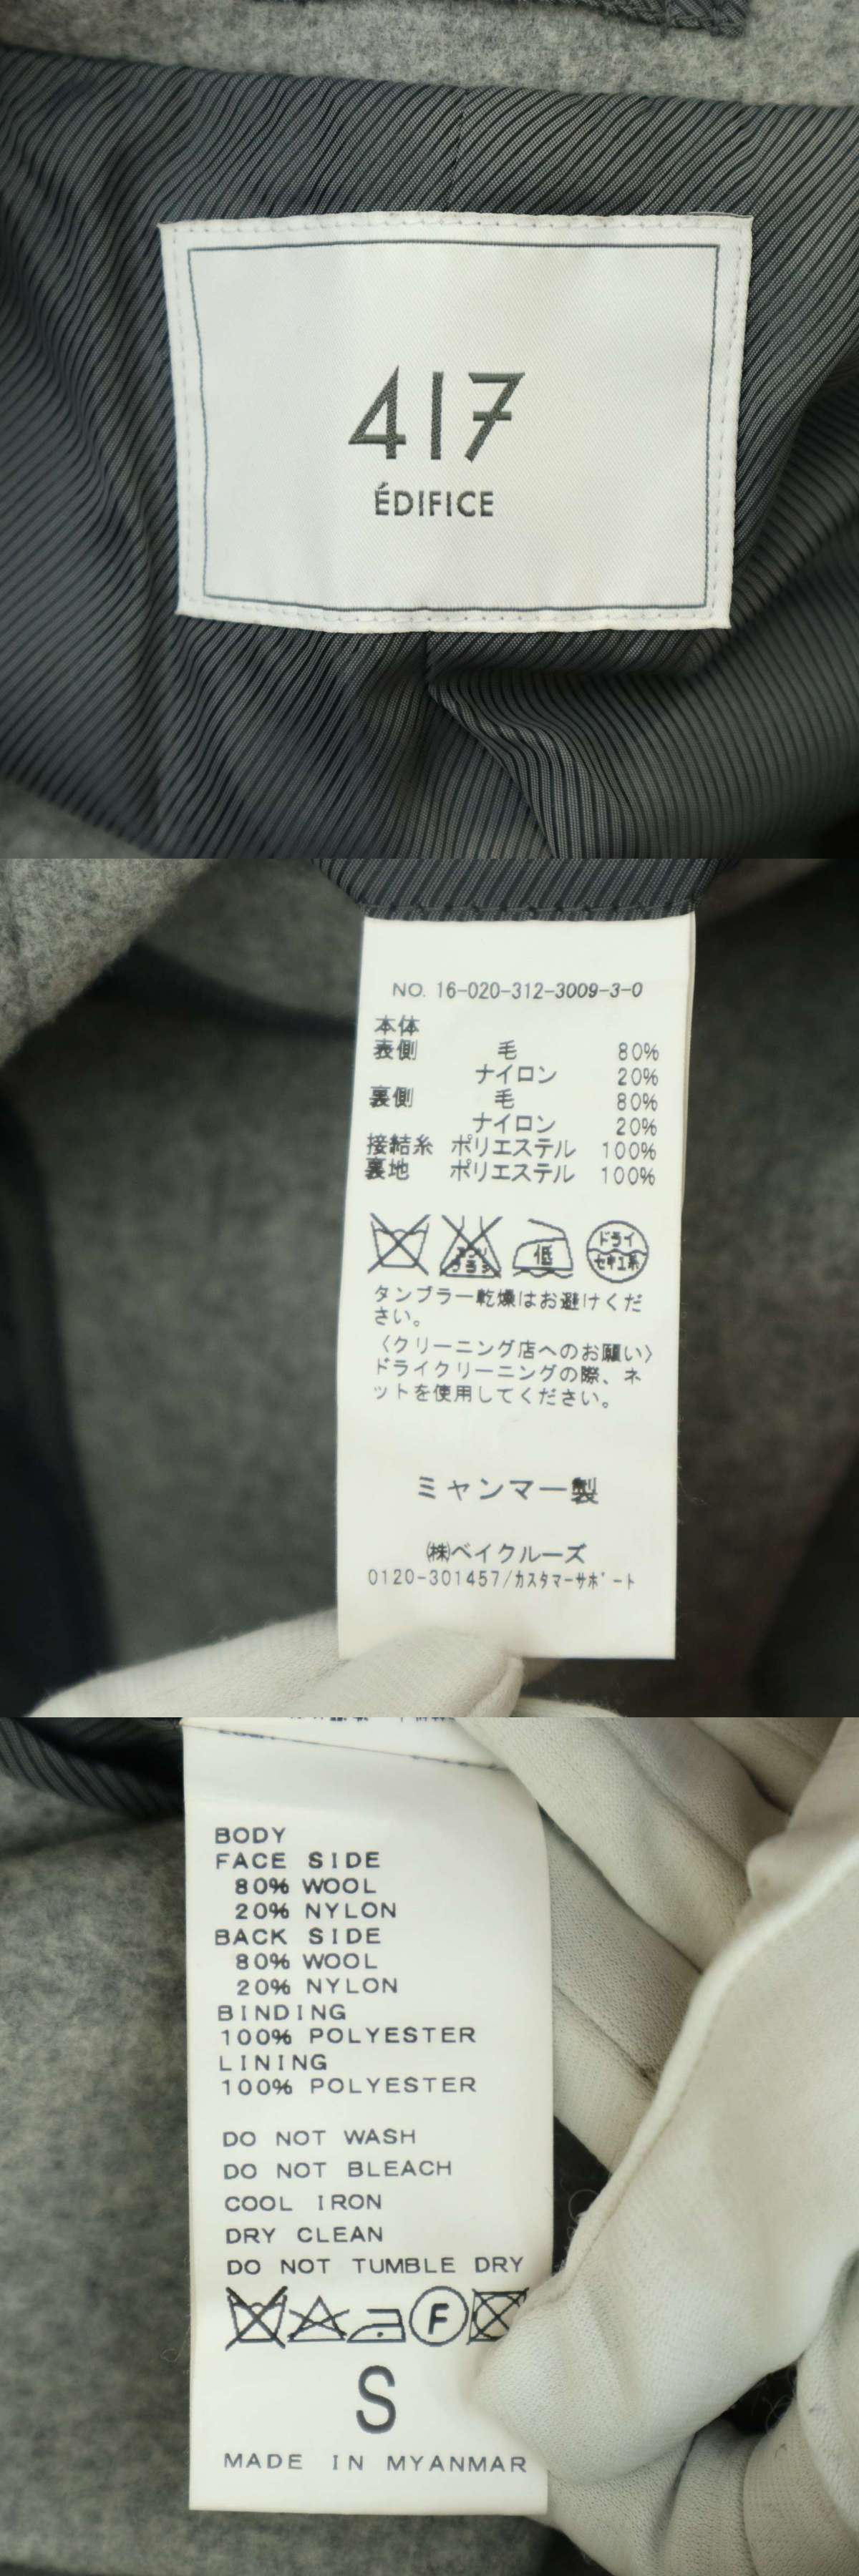 417
ÉDIFICE
NO. 16-020-312-3009-3-0
本体
表側 毛 80%
ナイロン 20%
裏側 毛 80%
ナイロン 20%
接結糸 ポリエステル 100%
裏地 ポリエステル 100%
低
ドライ
セキユ系
タンブラー乾燥はお避けくだ
さい。
〈クリーニング店へのお願い〉
ドライクリーニングの際、ネ
ットを使用してください。
ミャンマー製
㈱ベイクルーズ
0120-301457/カスタマーサポート
BODY
FACE SIDE
80% WOOL
20% NYLON
BACK SIDE
80% WOOL
20% NYLON
BINDING
100% POLYESTER
LINING
100% POLYESTER
DO NOT WASH
DO NOT BLEACH
COOL IRON
DRY CLEAN
DO NOT TUMBLE DRY
F
S
MADE IN MYANMAR